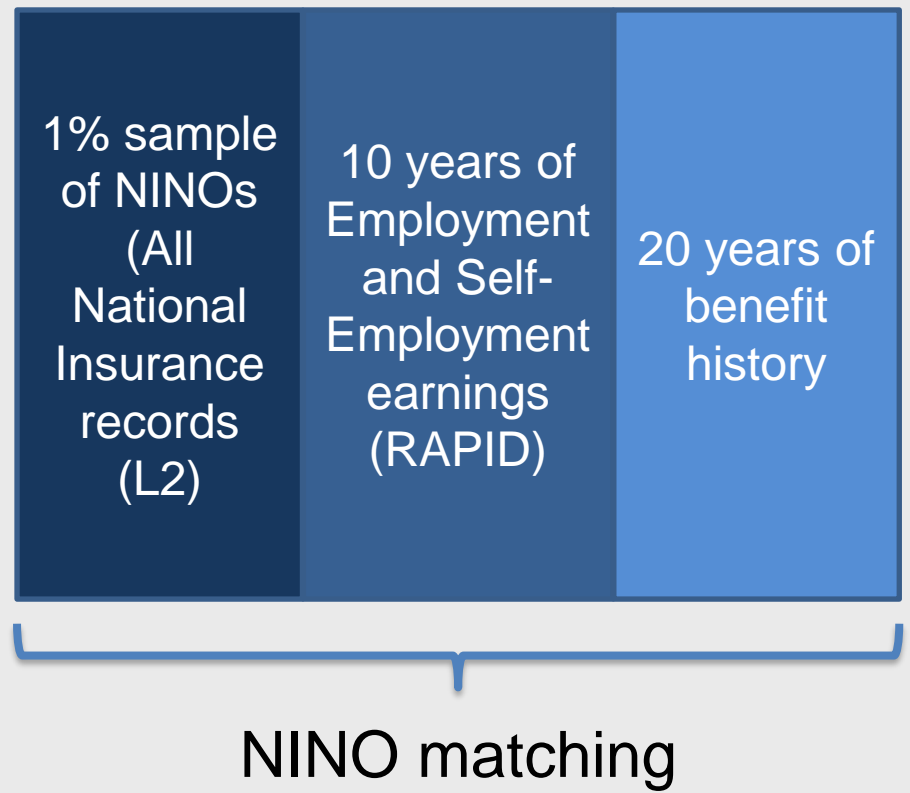 1% sample
of NINOs
(All
National
Insurance
records
(L2)
10 years of
Employment
and Self-
Employment
earnings
(RAPID)
20 years of
benefit
history
NINO matching